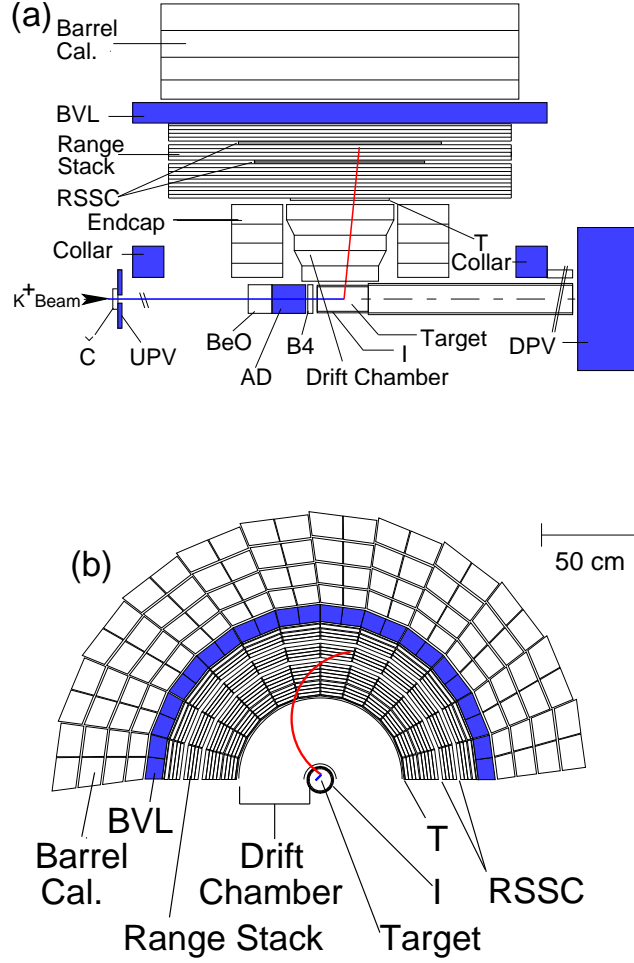 (a)
Barrel
Cal.
BVL
Range
Stack
RSSC
Endcap
T
Collar
Collar
K+Beam
Č
UPV
BeO
AD
B4
I
Target
Drift Chamber
DPV
50 cm
(b)
BVL
Barrel
Cal.
Drift
Chamber
T
I
RSSC
Range Stack
Target